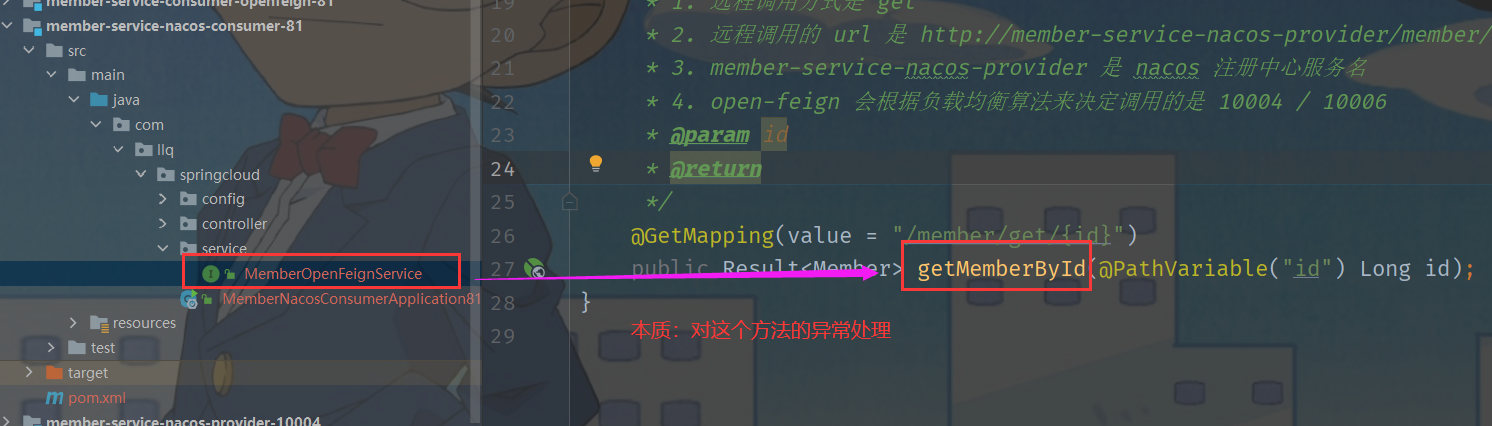 member-service-consumer-openfeign-81
member-service-nacos-consumer-81
src
main
java
com
llq
springcloud
config
controller
service
MemberOpenFeignService
MemberNacosConsumerApplication81
resources
test
target
pom.xml
member-service-nacos-provider-10004
19 * 1. 远程调用方式是 get
20 * 2. 远程调用的 url 是 http://member-service-nacos-provider/member/
21 * 3. member-service-nacos-provider 是 nacos 注册中心服务名
22 * 4. open-feign 会根据负载均衡算法来决定调用的是 10004 / 10006
23 * @param id
24 * @return
25 */
26 @GetMapping(value = "/member/get/{id}")
27 public Result<Member> getMemberById(@PathVariable("id") Long id);
28 }
29
本质：对这个方法的异常处理